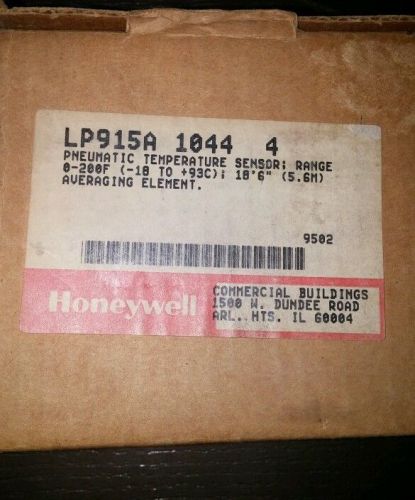 LP915A 1044 4
PNEUMATIC TEMPERATURE SENSOR; RANGE
0-200F (-18 TO +93C); 18'6" (5.6M)
AVERAGING ELEMENT.
9502
Honeywell
COMMERCIAL BUILDINGS
1500 W. DUNDEE ROAD
ARL. HTS. IL 60004